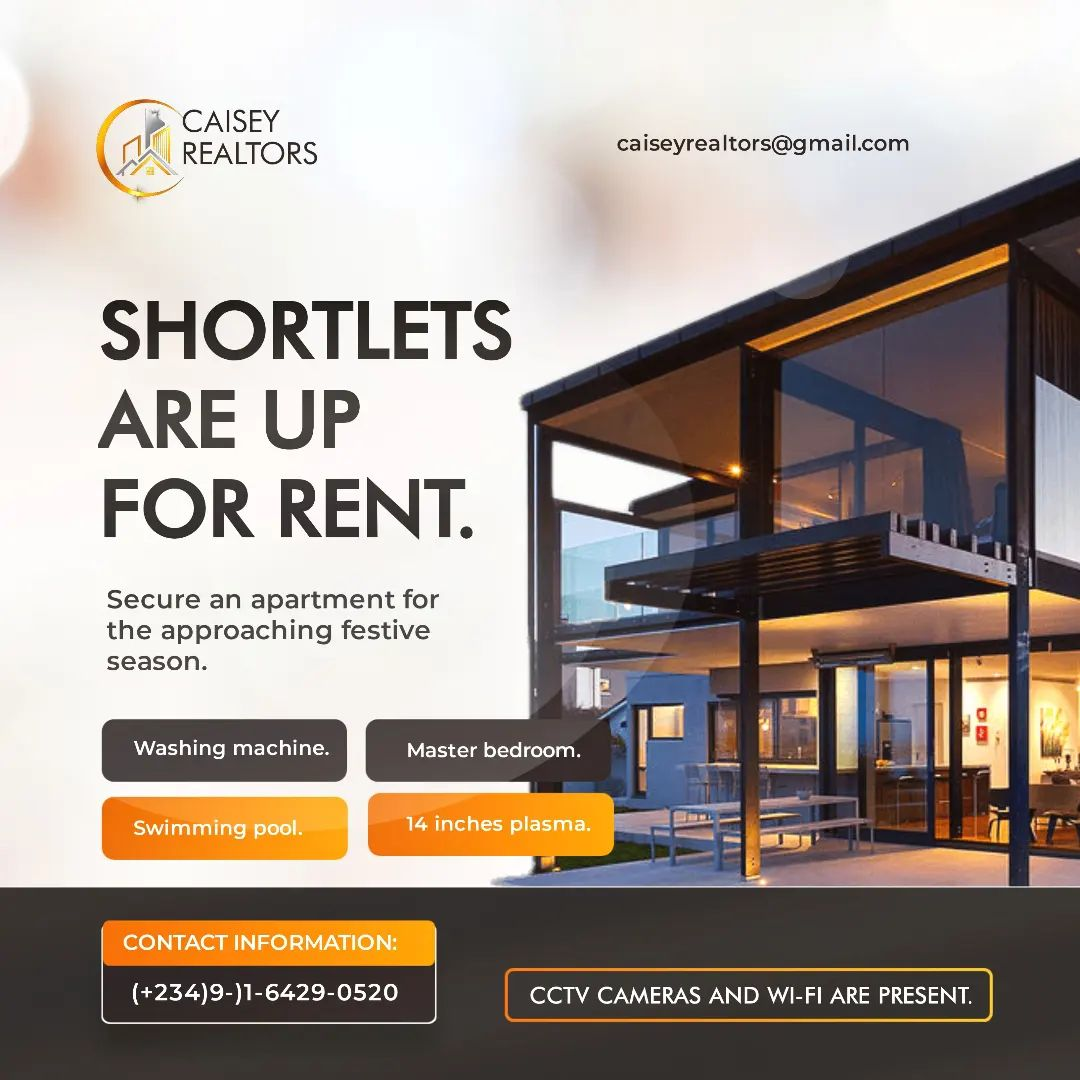 CAISEY
REALTORS
caiseyrealtors@gmail.com
SHORTLETS
ARE UP
FOR RENT.
Secure an apartment for
the approaching festive
season.
Washing machine.
Master bedroom.
Swimming pool.
14 inches plasma.
CONTACT INFORMATION:
(+234)9-)1-6429-0520
CCTV CAMERAS AND WI-FI ARE PRESENT.